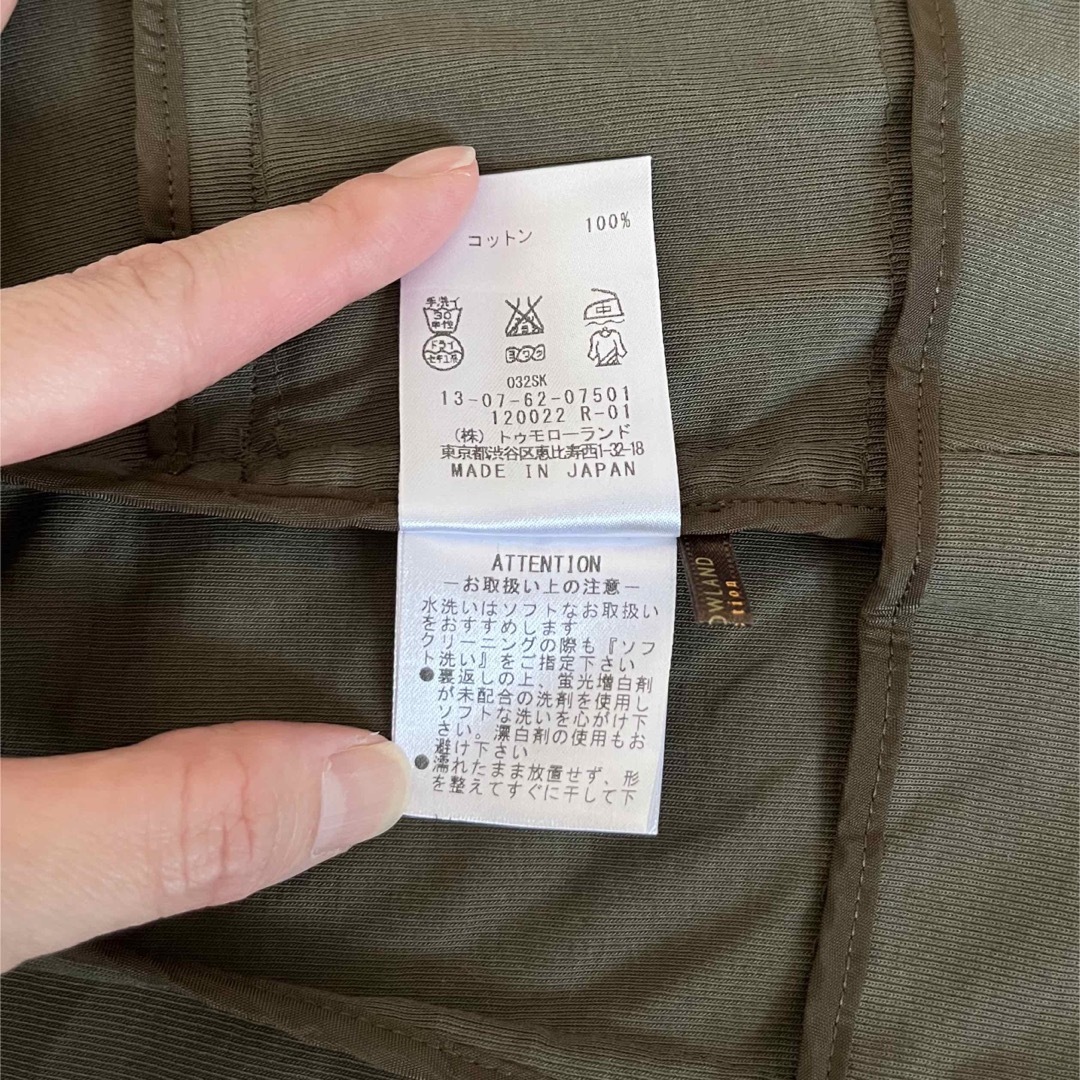 コットン 100%
手洗イ
30
中性
中
ドライ
セキユ系
ヨワク
032SK
13-07-62-07501
120022 R-01
(株) トゥモローランド
東京都渋谷区恵比寿西1-32-18
MADE IN JAPAN
ATTENTION
－お取扱い上の注意－
水洗いはソフトなお取扱い
をおすすめします
クリーニングの際も『ソフ
ト洗い』をご指定下さい
●裏返しの上、蛍光増白剤
が未配合の洗剤を使用し
ソフトな洗いを心がけ下
さい。漂白剤の使用もお
避け下さい
●濡れたまま放置せず、形
を整えてすぐに干して下
OWLAND
ction